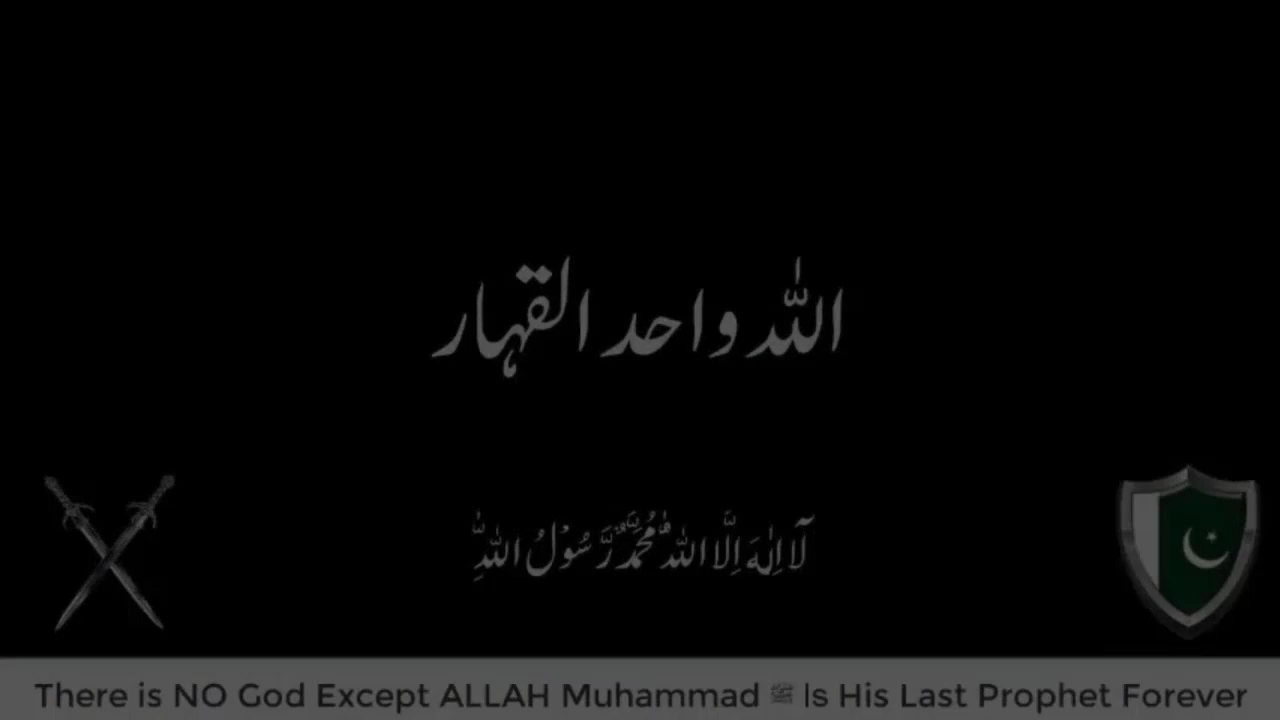 اللہ واحد القہار
لَآ اِلٰهَ اِلَّا اللّٰهُ مُحَمَّدٌ رَّسُوْلُ اللّٰهِ
There is NO God Except ALLAH Muhammad ﷺ Is His Last Prophet Forever